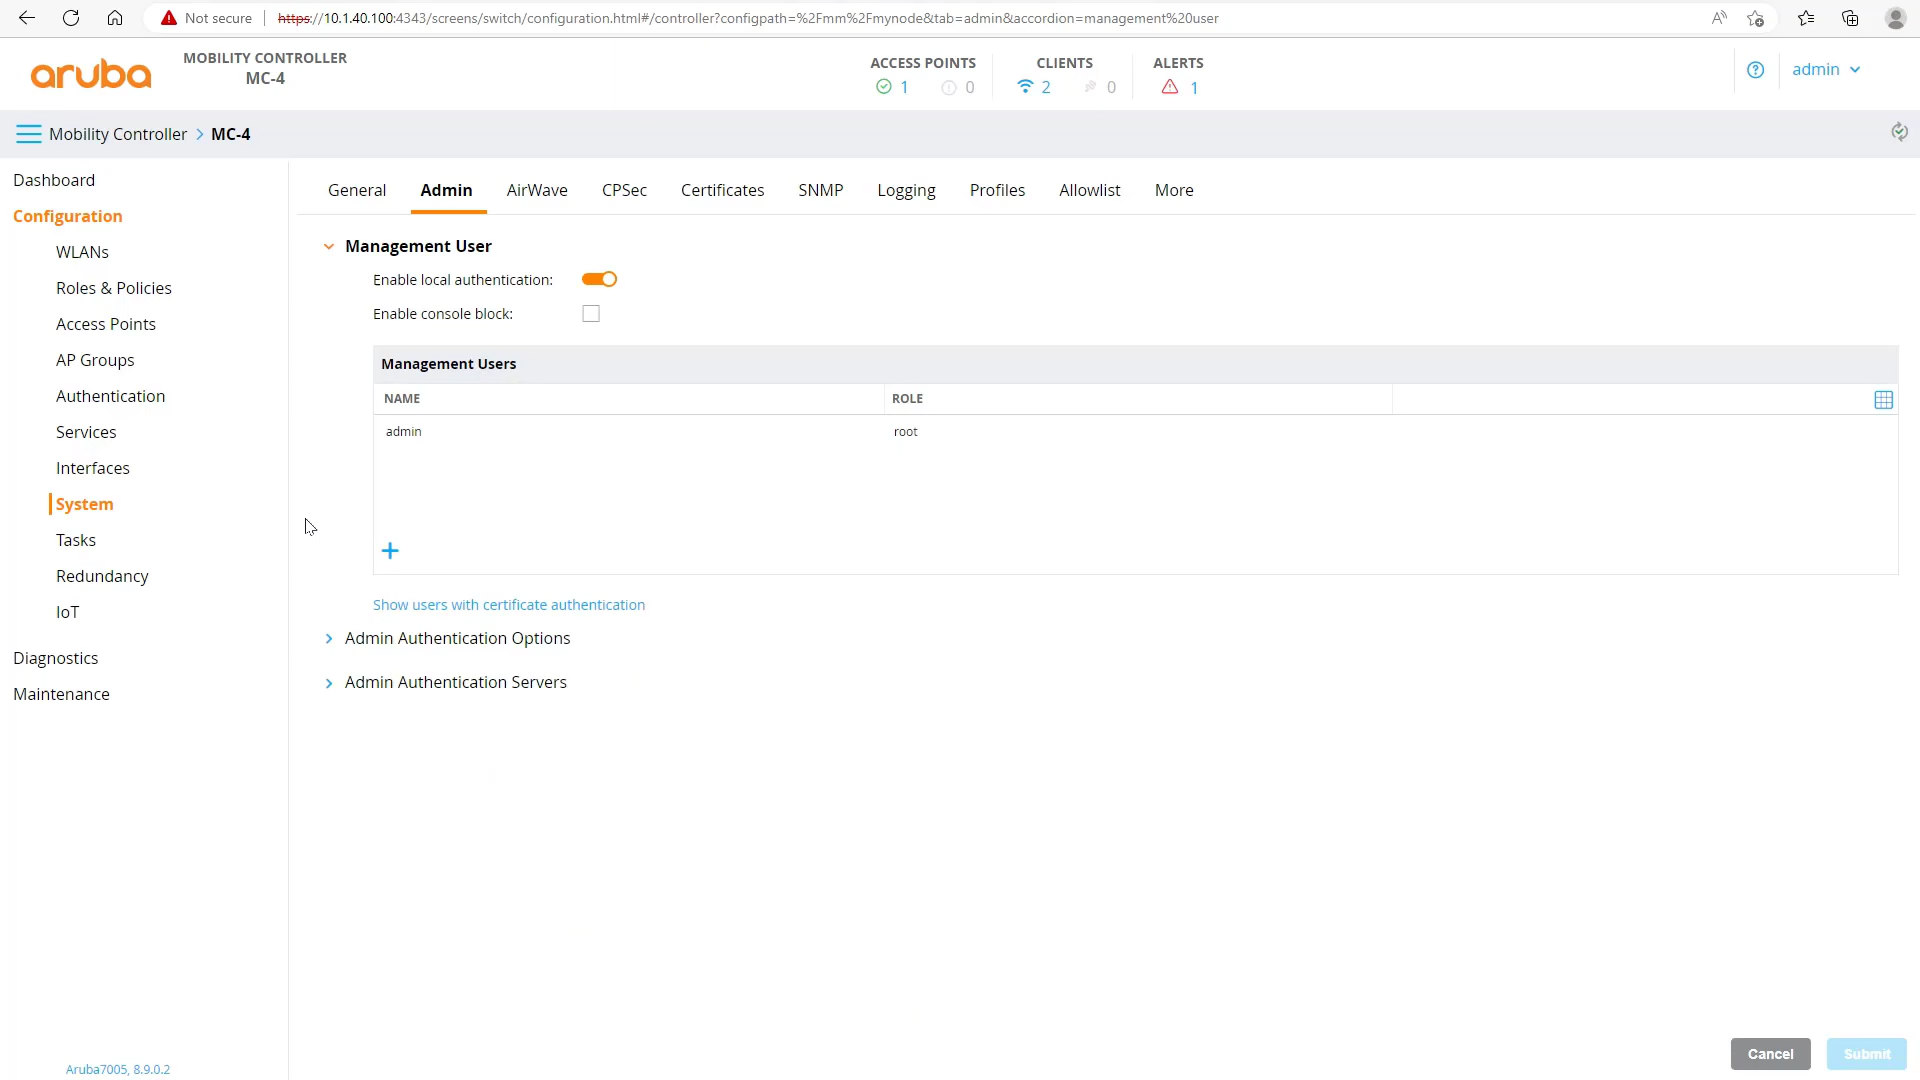 Not secure
https://10.1.40.100:4343/screens/switch/configuration.html#/controller?configpath=%2Fmm%2Fmynode&tab=admin&accordion=management%20user
aruba
MOBILITY CONTROLLER
MC-4
ACCESS POINTS
1
0
CLIENTS
2
0
ALERTS
1
admin
Mobility Controller > MC-4
Dashboard
Configuration
WLANs
Roles & Policies
Access Points
AP Groups
Authentication
Services
Interfaces
System
Tasks
Redundancy
IoT
Diagnostics
Maintenance
Aruba7005, 8.9.0.2
General
Admin
AirWave
CPSec
Certificates
SNMP
Logging
Profiles
Allowlist
More
Management User
Enable local authentication:
Enable console block:
Management Users
NAME
ROLE
admin
root
+
Show users with certificate authentication
Admin Authentication Options
Admin Authentication Servers
Cancel
Submit